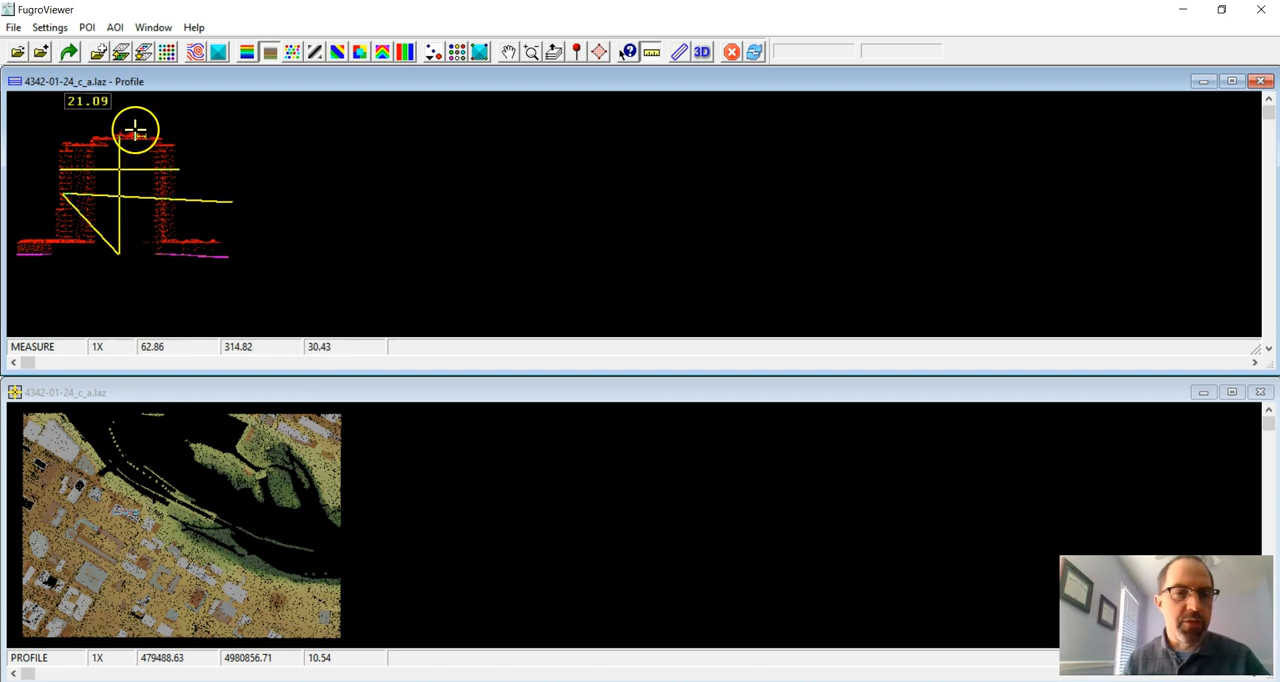 FugroViewer
File Settings POI AOI Window Help
3D
4342-01-24_c_a.laz - Profile
21.09
MEASURE 1X 62.86 314.82 30.43
4342-01-24_c_a.laz
PROFILE 1X 479488.63 4980856.71 10.54